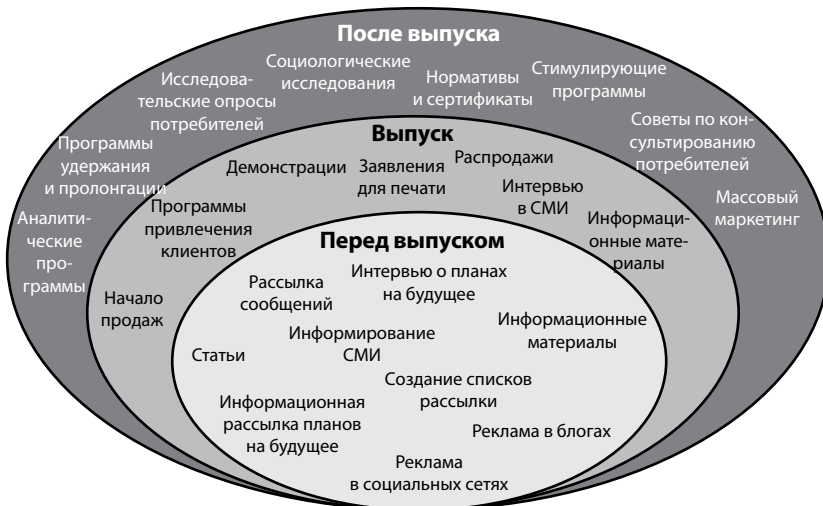 После выпуска
Социологические
исследования
Исследова-
тельские опросы
потребителей
Нормативы
и сертификаты
Стимулирующие
программы
Советы по кон-
сультированию
потребителей
Программы
удержания
и пролонгации
Массовый
маркетинг
Аналити-
ческие
про-
граммы
Выпуск
Демонстрации
Заявления
для печати
Распродажи
Интервью
в СМИ
Программы
привлечения
клиентов
Информаци-
онные мате-
риалы
Начало
продаж
Перед выпуском
Рассылка
сообщений
Интервью о планах
на будущее
Информирование
СМИ
Информационные
материалы
Статьи
Создание списков
рассылки
Информационная
рассылка планов
на будущее
Реклама в блогах
Реклама
в социальных сетях